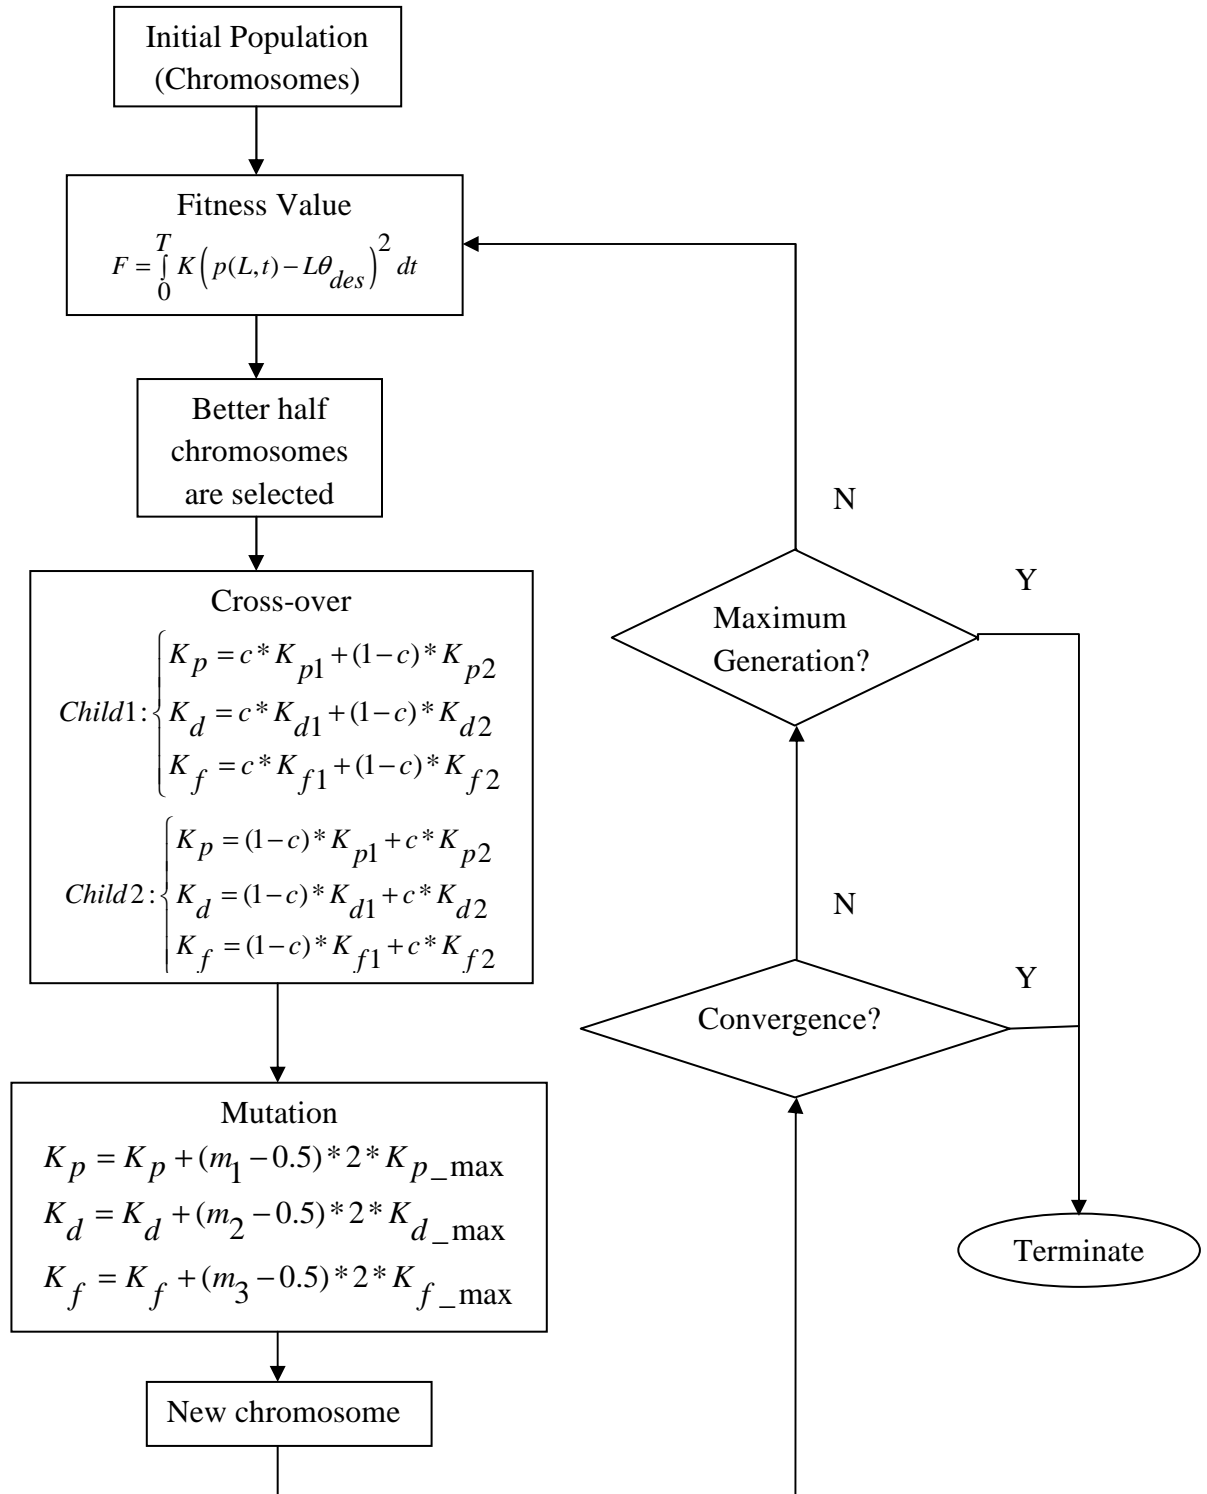 Initial Population
(Chromosomes)
Fitness Value
F = ∫_0^T K(p(L,t) − Lθ_des)^2 dt
Better half
chromosomes
are selected
Cross-over
Child1: { K_p = c * K_p1 + (1−c) * K_p2
K_d = c * K_d1 + (1−c) * K_d2
K_f = c * K_f1 + (1−c) * K_f2
Child2: { K_p = (1−c) * K_p1 + c * K_p2
K_d = (1−c) * K_d1 + c * K_d2
K_f = (1−c) * K_f1 + c * K_f2
Mutation
K_p = K_p + (m_1 − 0.5) * 2 * K_p_max
K_d = K_d + (m_2 − 0.5) * 2 * K_d_max
K_f = K_f + (m_3 − 0.5) * 2 * K_f_max
New chromosome
N
Y
Maximum
Generation?
N
Y
Convergence?
Terminate